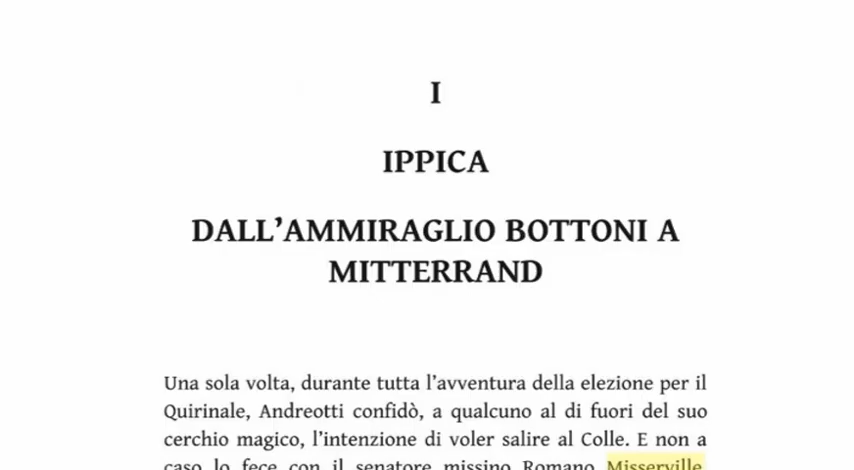 I
IPPICA
DALL'AMMIRAGLIO BOTTONI A
MITTERRAND
Una sola volta, durante tutta l'avventura della elezione per il
Quirinale, Andreotti confidò, a qualcuno al di fuori del suo
cerchio magico, l'intenzione di voler salire al Colle. E non a
caso lo fece con il senatore missino Romano Misserville,